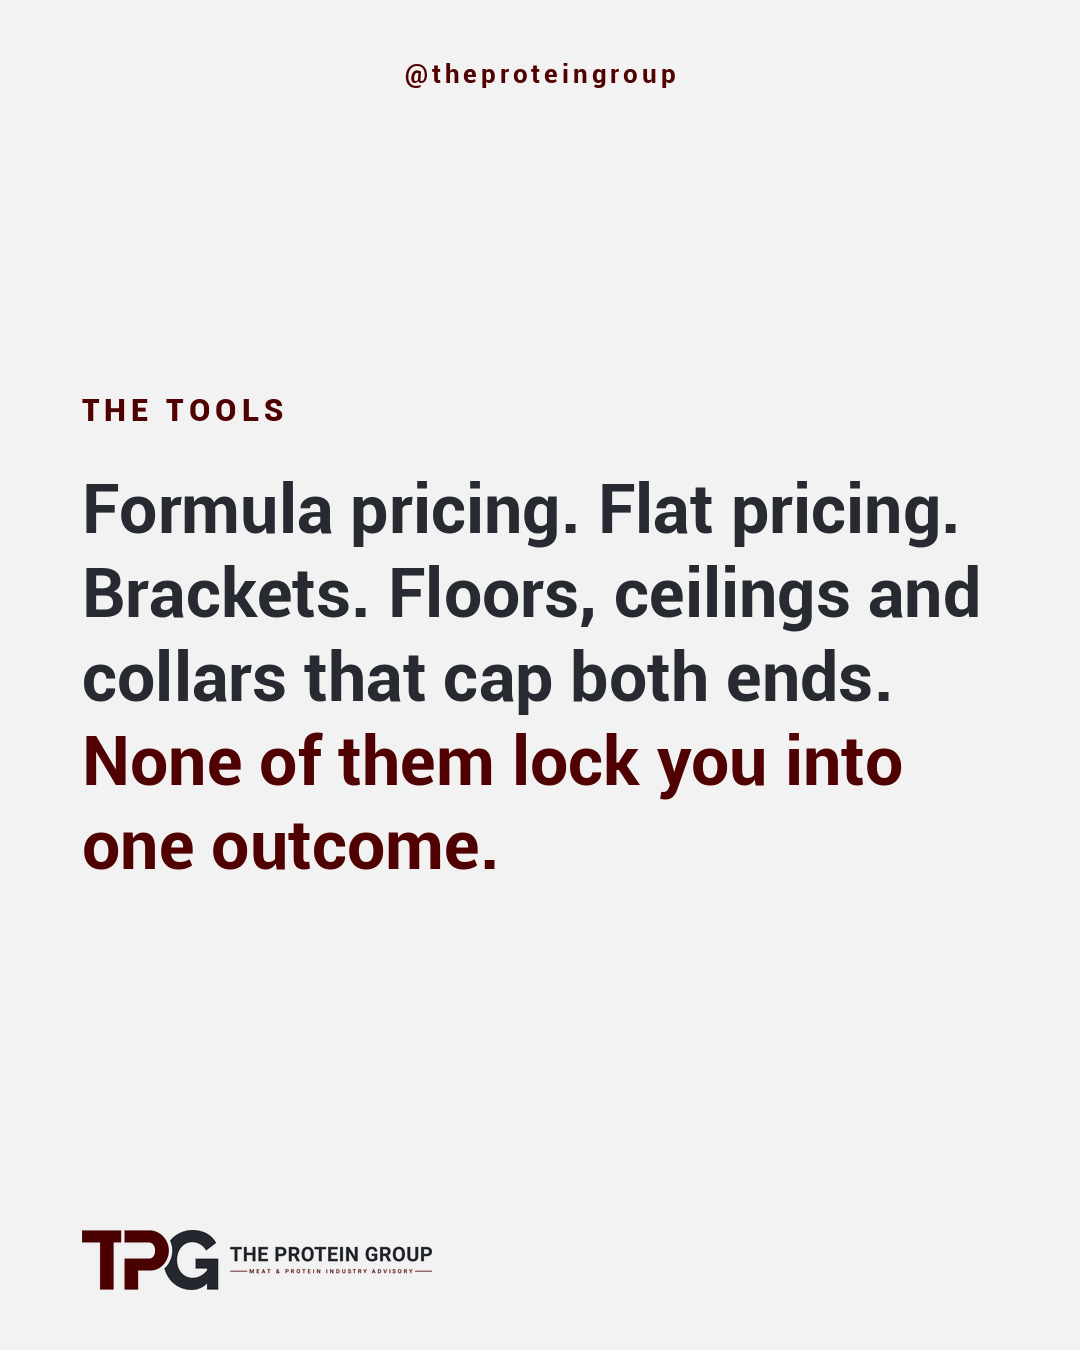 @theproteingroup
THE TOOLS
Formula pricing. Flat pricing.
Brackets. Floors, ceilings and
collars that cap both ends.
None of them lock you into
one outcome.
TPG
THE PROTEIN GROUP
MEAT & PROTEIN INDUSTRY ADVISORY